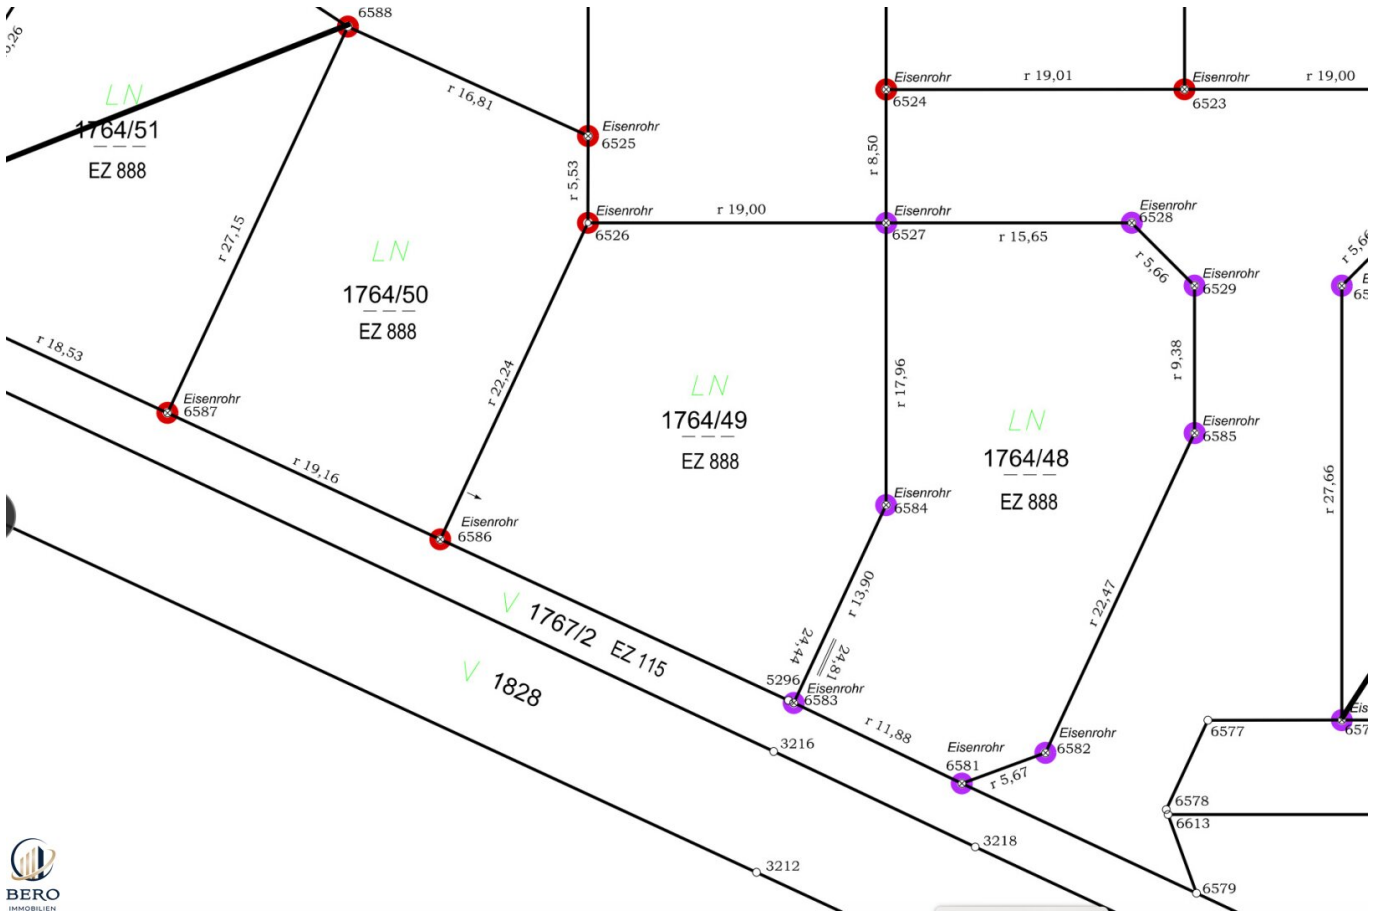 6588
LN
1764/51
EZ 888
r 16,81
Eisenrohr
6525
r 5,53
Eisenrohr
6524
r 19,01
Eisenrohr
6523
r 19,00
r 8,50
r 27,15
Eisenrohr
6526
r 19,00
Eisenrohr
6527
r 15,65
Eisenrohr
6528
r 5,66
Eisenrohr
6529
LN
1764/50
EZ 888
r 18,53
Eisenrohr
6587
r 22,24
r 17,96
r 9,38
LN
1764/49
EZ 888
LN
1764/48
EZ 888
Eisenrohr
6585
r 19,16
Eisenrohr
6586
Eisenrohr
6584
r 27,66
r 13,90
r 22,47
V 1767/2 EZ 115
24,44
24,81
V 1828
5296
Eisenrohr
6583
r 11,88
Eisenrohr
6581
r 5,67
Eisenrohr
6582
3216
6577
6578
6613
3218
3212
6579
BERO
IMMOBILIEN